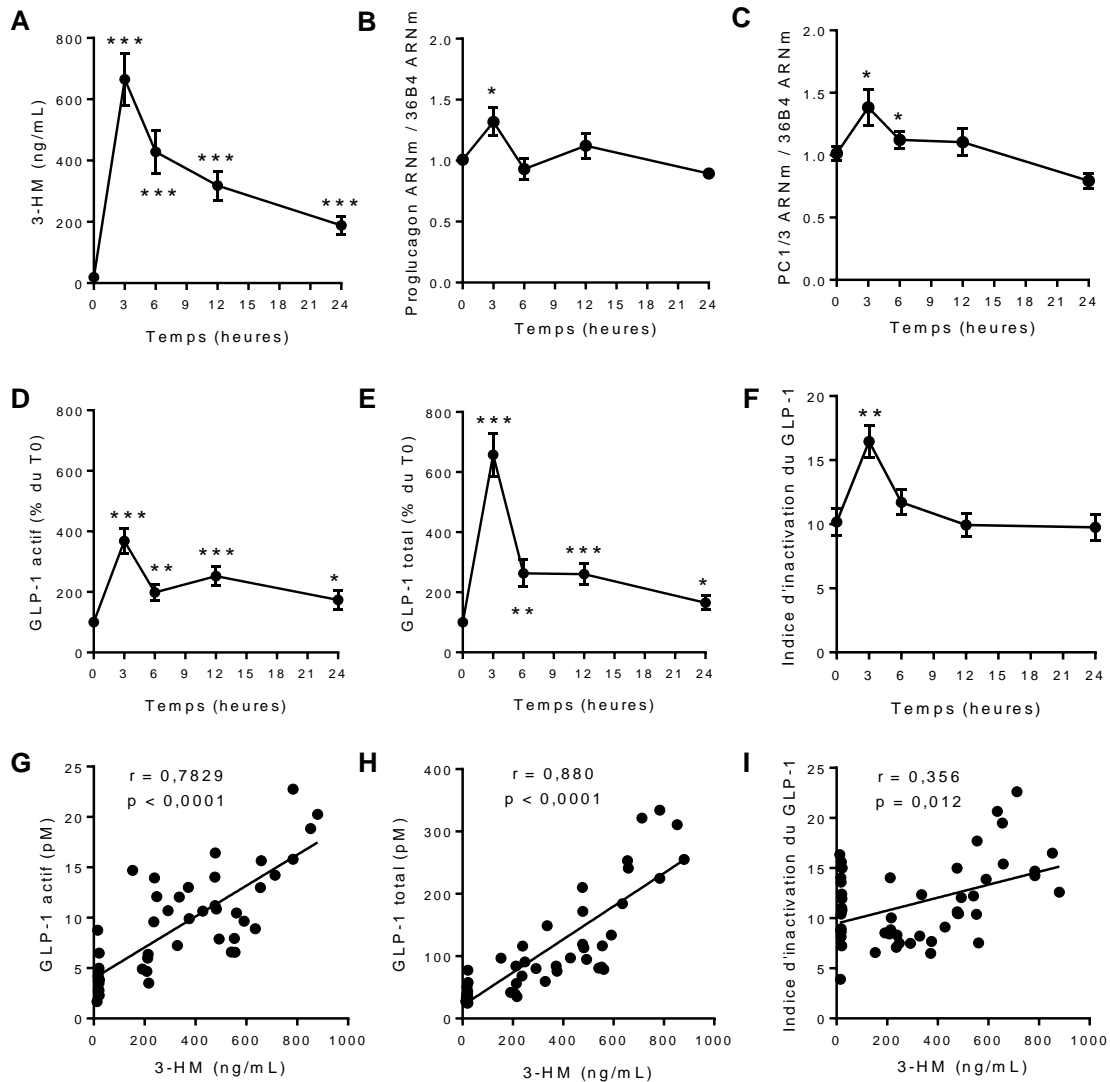 A
3-HM (ng/mL)
800
600
400
200
0
***
***
***
***
0 3 6 9 12 15 18 21 24
Temps (heures)
B
Proglucagon ARNm / 36B4 ARNm
2.0
1.5
1.0
0.5
0.0
*
0 3 6 9 12 15 18 21 24
Temps (heures)
C
PC1/3 ARNm / 36B4 ARNm
2.0
1.5
1.0
0.5
0.0
*
*
0 3 6 9 12 15 18 21 24
Temps (heures)
D
GLP-1 actif (% du T0)
800
600
400
200
0
***
**
***
*
0 3 6 9 12 15 18 21 24
Temps (heures)
E
GLP-1 total (% du T0)
800
600
400
200
0
***
**
***
*
0 3 6 9 12 15 18 21 24
Temps (heures)
F
Indice d'inactivation du GLP-1
20
15
10
5
0
**
0 3 6 9 12 15 18 21 24
Temps (heures)
G
GLP-1 actif (pM)
25
20
15
10
5
0
r = 0,7829
p < 0,0001
0 200 400 600 800 1000
3-HM (ng/mL)
H
GLP-1 total (pM)
400
300
200
100
0
r = 0,880
p < 0,0001
0 200 400 600 800 1000
3-HM (ng/mL)
I
Indice d'inactivation du GLP-1
25
20
15
10
5
0
r = 0,356
p = 0,012
0 200 400 600 800 1000
3-HM (ng/mL)